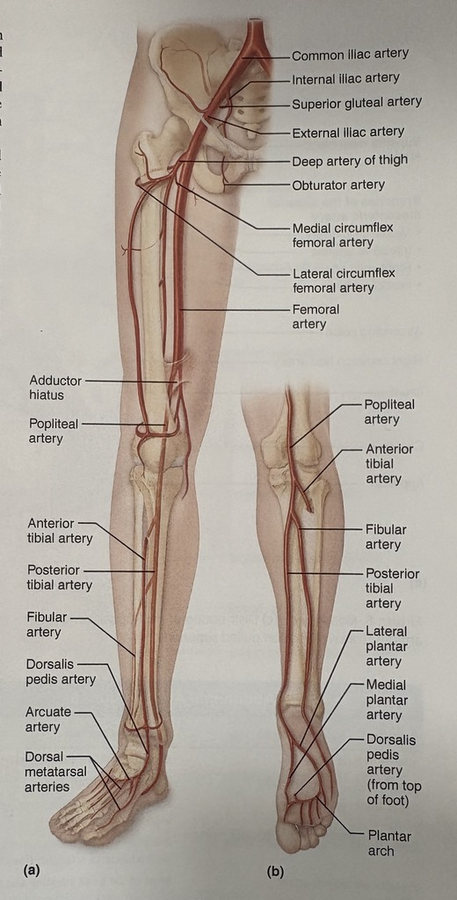 Common iliac artery
Internal iliac artery
Superior gluteal artery
External iliac artery
Deep artery of thigh
Obturator artery
Medial circumflex
femoral artery
Lateral circumflex
femoral artery
Femoral
artery
Adductor
hiatus
Popliteal
artery
Anterior
tibial artery
Posterior
tibial artery
Fibular
artery
Dorsalis
pedis artery
Arcuate
artery
Dorsal
metatarsal
arteries
(a)
Popliteal
artery
Anterior
tibial
artery
Fibular
artery
Posterior
tibial
artery
Lateral
plantar
artery
Medial
plantar
artery
Dorsalis
pedis
artery
(from top
of foot)
Plantar
arch
(b)